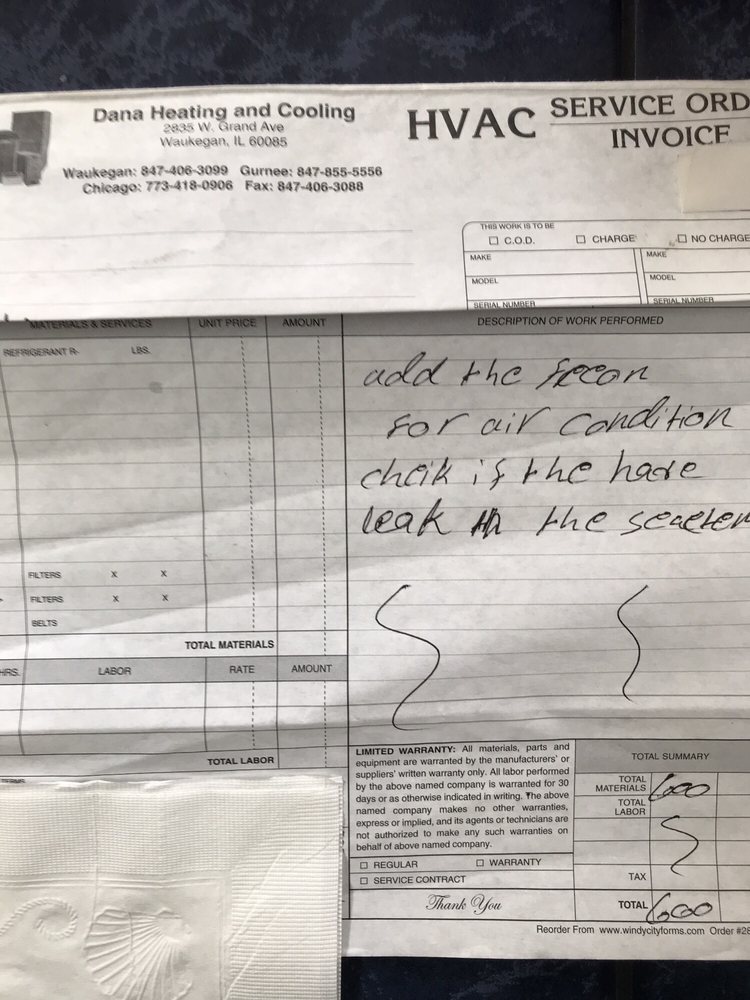 Dana Heating and Cooling
2835 W. Grand Ave
Waukegan, IL 60085
Waukegan: 847-406-3099 Gurnee: 847-855-5556
Chicago: 773-418-0906 Fax: 847-406-3088
HVAC
SERVICE ORD
INVOICE
THIS WORK IS TO BE
☐ C.O.D. ☐ CHARGE ☐ NO CHARGE
MAKE MAKE
MODEL MODEL
SERIAL NUMBER SERIAL NUMBER
MATERIALS & SERVICES UNIT PRICE AMOUNT
REFRIGERANT R- LBS.
FILTERS X X
FILTERS X X
BELTS
TOTAL MATERIALS
HRS. LABOR RATE AMOUNT
TOTAL LABOR
TERMS
DESCRIPTION OF WORK PERFORMED
add the freon
for air condition
cheik if the have
leak in the
LIMITED WARRANTY: All materials, parts and
equipment are warranted by the manufacturers' or
suppliers' written warranty only. All labor performed
by the above named company is warranted for 30
days or as otherwise indicated in writing. The above
named company makes no other warranties,
express or implied, and its agents or technicians are
not authorized to make any such warranties on
behalf of above named company.
☐ REGULAR ☐ WARRANTY
☐ SERVICE CONTRACT
Thank You
TOTAL SUMMARY
TOTAL MATERIALS 600
TOTAL LABOR
TAX
TOTAL 600
Reorder From www.windycityforms.com Order #28